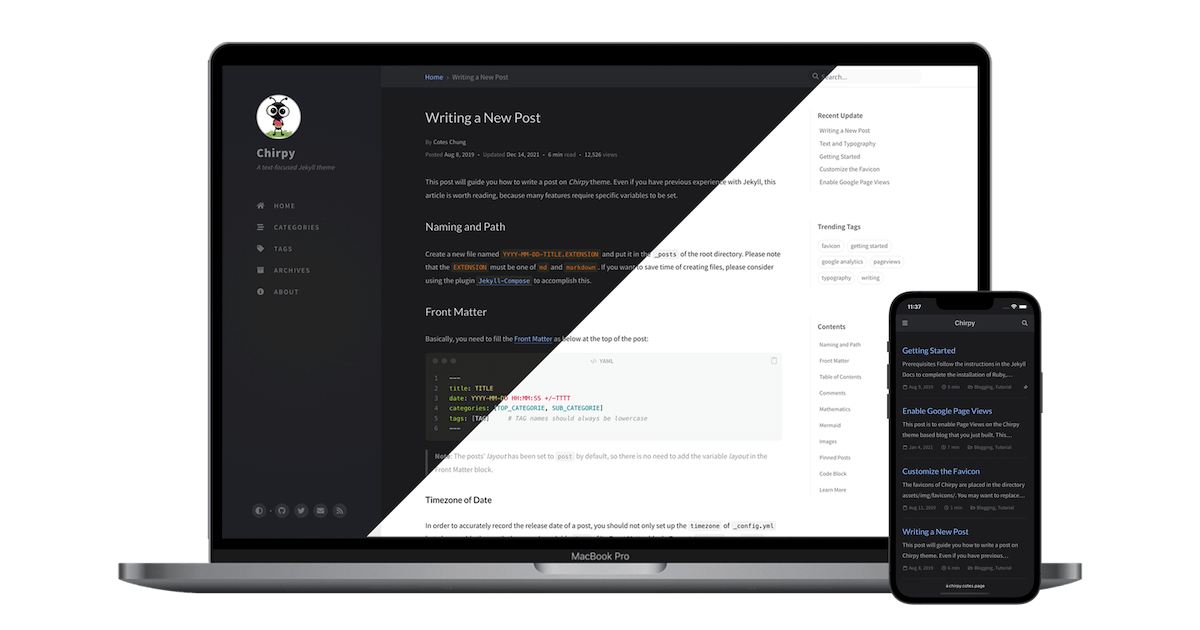 Chirpy
A text-focused Jekyll theme
HOME
CATEGORIES
TAGS
ARCHIVES
ABOUT
Home › Writing a New Post
Search...
Writing a New Post
By Cotes Chung
Posted Aug 8, 2019 • Updated Dec 14, 2021 • 6 min read • 12,526 views
This post will guide you how to write a post on Chirpy theme. Even if you have previous experience with Jekyll, this
article is worth reading, because many features require specific variables to be set.
Naming and Path
Create a new file named YYYY-MM-DD-TITLE.EXTENSION and put it in the _posts of the root directory. Please note
that the EXTENSION must be one of md and markdown. If you want to save time of creating files, please consider
using the plugin Jekyll-Compose to accomplish this.
Front Matter
Basically, you need to fill the Front Matter as below at the top of the post:
</> YAML
1 ---
2 title: TITLE
3 date: YYYY-MM-DD HH:MM:SS +/-TTTT
4 categories: [TOP_CATEGORIE, SUB_CATEGORIE]
5 tags: [TAG] # TAG names should always be lowercase
6 ---
Note: The posts' layout has been set to post by default, so there is no need to add the variable layout in the
Front Matter block.
Timezone of Date
In order to accurately record the release date of a post, you should not only set up the timezone of _config.yml
Recent Update
Writing a New Post
Text and Typography
Getting Started
Customize the Favicon
Enable Google Page Views
Trending Tags
favicon getting started
google analytics pageviews
typography writing
Contents
Naming and Path
Front Matter
Table of Contents
Comments
Mathematics
Mermaid
Images
Pinned Posts
Code Block
Learn More
MacBook Pro
11:37
Chirpy
Getting Started
Prerequisites Follow the instructions in the Jekyll
Docs to complete the installation of Ruby,...
Aug 9, 2019 3 min Blogging, Tutorial
Enable Google Page Views
This post is to enable Page Views on the Chirpy
theme based blog that you just built. This...
Jan 4, 2021 7 min Blogging, Tutorial
Customize the Favicon
The favicons of Chirpy are placed in the directory
assets/img/favicons/. You may want to replace...
Aug 11, 2019 1 min Blogging, Tutorial
Writing a New Post
This post will guide you how to write a post on
Chirpy theme. Even if you have previous...
Aug 8, 2019 6 min Blogging, Tutorial
chirpy.cotes.page